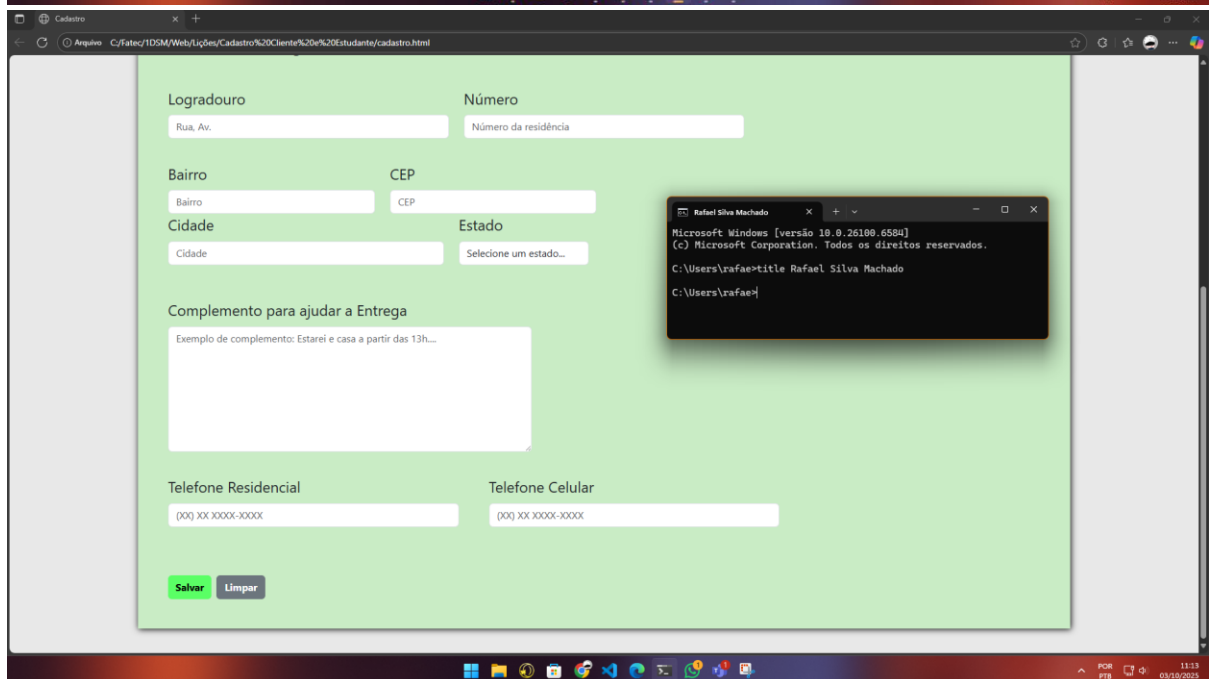 Cadastro
Arquivo C:/Fatec/1DSM/Web/Lições/Cadastro%20Cliente%20e%20Estudante/cadastro.html
Logradouro Número
Rua, Av. Número da residência
Bairro CEP
Bairro CEP
Cidade Estado
Cidade Selecione um estado...
Complemento para ajudar a Entrega
Exemplo de complemento: Estarei e casa a partir das 13h....
Telefone Residencial Telefone Celular
(XX) XX XXXX-XXXX (XX) XX XXXX-XXXX
Salvar Limpar
Rafael Silva Machado
Microsoft Windows [versão 10.0.26100.6584]
(c) Microsoft Corporation. Todos os direitos reservados.
C:\Users\rafae>title Rafael Silva Machado
C:\Users\rafae>
POR 11:13
PTB 03/10/2025